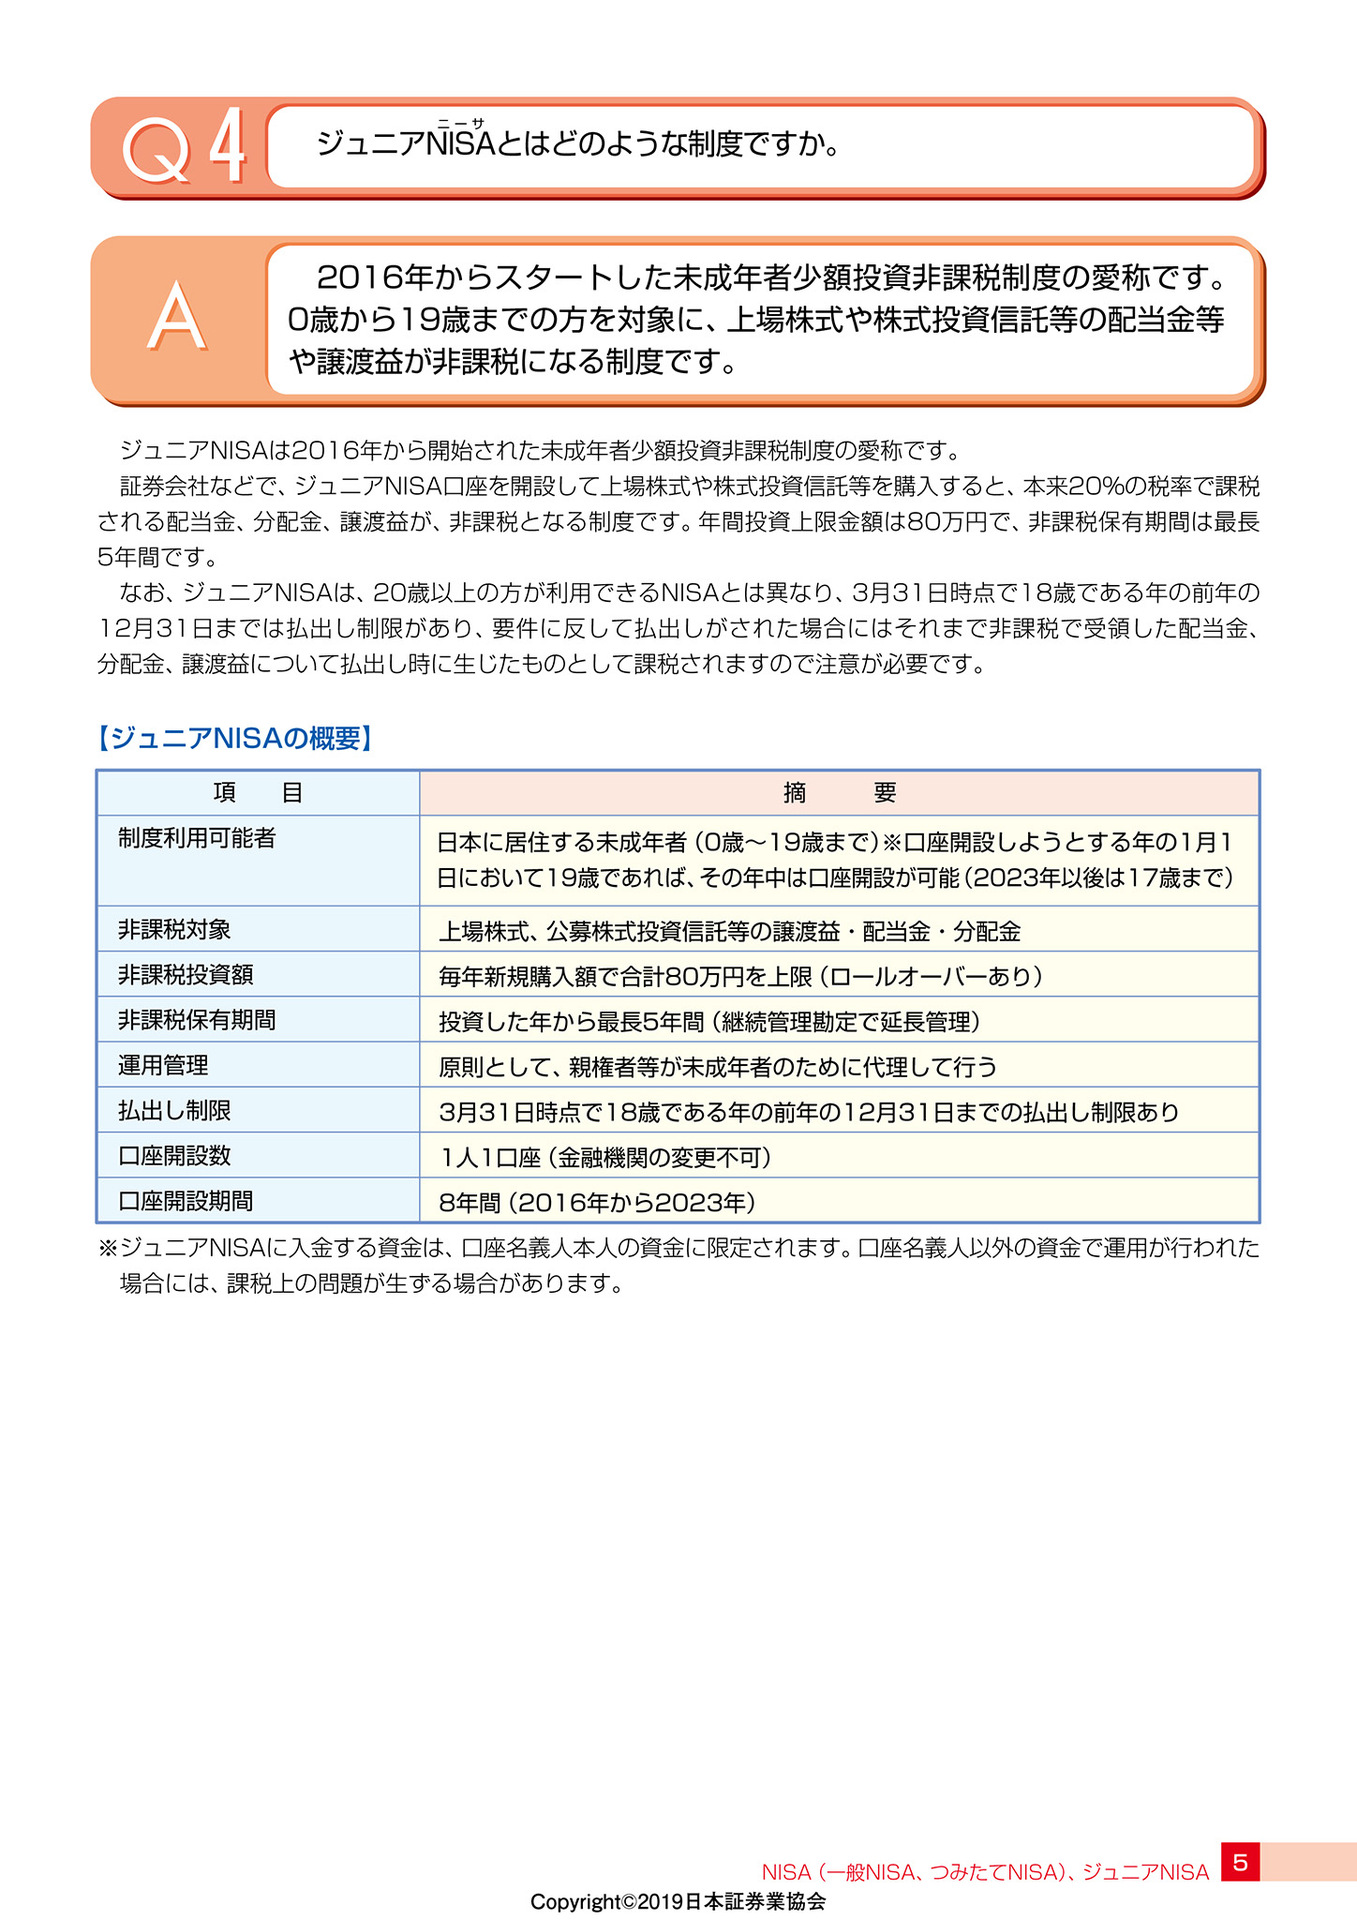 Q4
ニーサ
ジュニアNISAとはどのような制度ですか。
A
2016年からスタートした未成年者少額投資非課税制度の愛称です。
0歳から19歳までの方を対象に、上場株式や株式投資信託等の配当金等
や譲渡益が非課税になる制度です。
ジュニアNISAは2016年から開始された未成年者少額投資非課税制度の愛称です。
証券会社などで、ジュニアNISA口座を開設して上場株式や株式投資信託等を購入すると、本来20%の税率で課税
される配当金、分配金、譲渡益が、非課税となる制度です。年間投資上限金額は80万円で、非課税保有期間は最長
5年間です。
なお、ジュニアNISAは、20歳以上の方が利用できるNISAとは異なり、3月31日時点で18歳である年の前年の
12月31日までは払出し制限があり、要件に反して払出しがされた場合にはそれまで非課税で受領した配当金、
分配金、譲渡益について払出し時に生じたものとして課税されますので注意が必要です。
【ジュニアNISAの概要】
項　目　摘　要
制度利用可能者　日本に居住する未成年者（0歳～19歳まで）※口座開設しようとする年の1月1
日において19歳であれば、その年中は口座開設が可能（2023年以後は17歳まで）
非課税対象　上場株式、公募株式投資信託等の譲渡益・配当金・分配金
非課税投資額　毎年新規購入額で合計80万円を上限（ロールオーバーあり）
非課税保有期間　投資した年から最長5年間（継続管理勘定で延長管理）
運用管理　原則として、親権者等が未成年者のために代理して行う
払出し制限　3月31日時点で18歳である年の前年の12月31日までの払出し制限あり
口座開設数　1人1口座（金融機関の変更不可）
口座開設期間　8年間（2016年から2023年）
※ジュニアNISAに入金する資金は、口座名義人本人の資金に限定されます。口座名義人以外の資金で運用が行われた
場合には、課税上の問題が生ずる場合があります。
NISA（一般NISA、つみたてNISA）、ジュニアNISA　5
Copyright©2019日本証券業協会